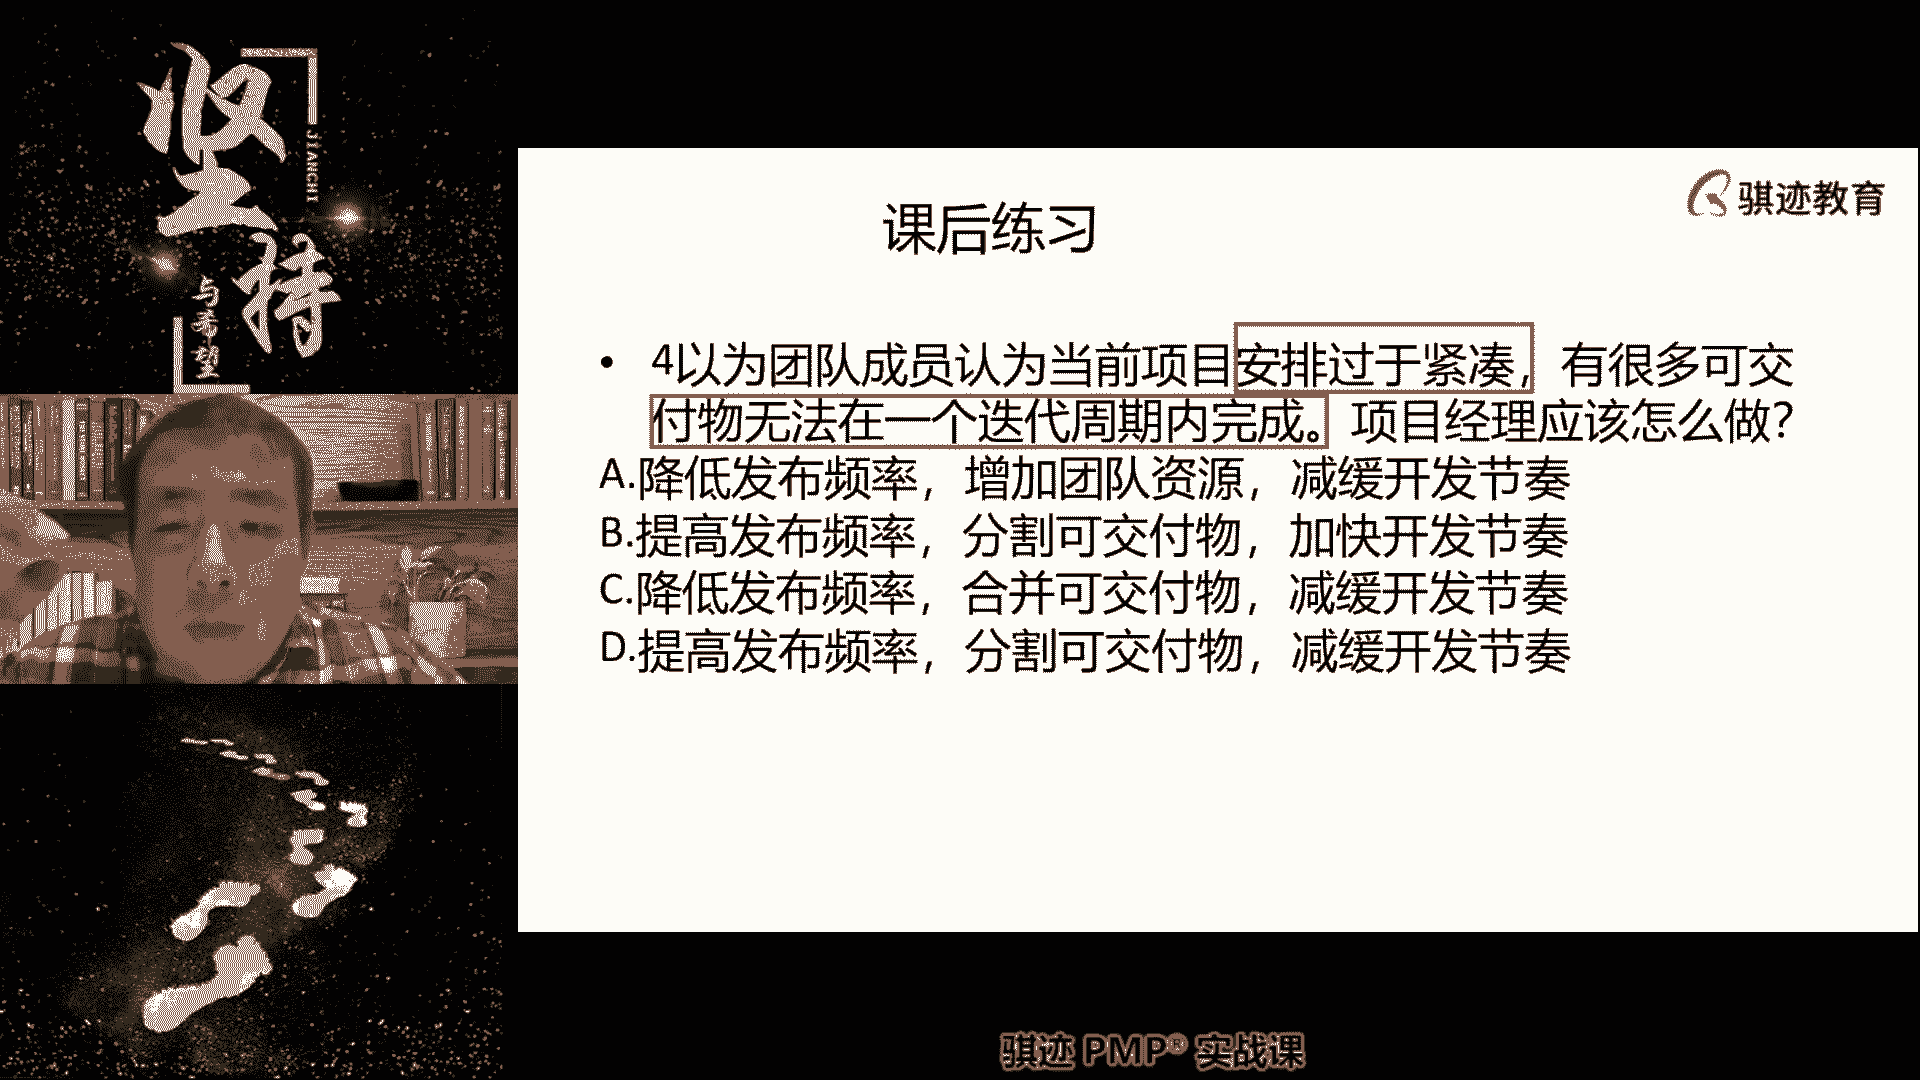 坚持
JIANCHI
与希望
骐迹教育
课后练习
• 4以为团队成员认为当前项目安排过于紧凑，有很多可交
付物无法在一个迭代周期内完成。项目经理应该怎么做？
A.降低发布频率，增加团队资源，减缓开发节奏
B.提高发布频率，分割可交付物，加快开发节奏
C.降低发布频率，合并可交付物，减缓开发节奏
D.提高发布频率，分割可交付物，减缓开发节奏
骐迹 PMP® 实战课